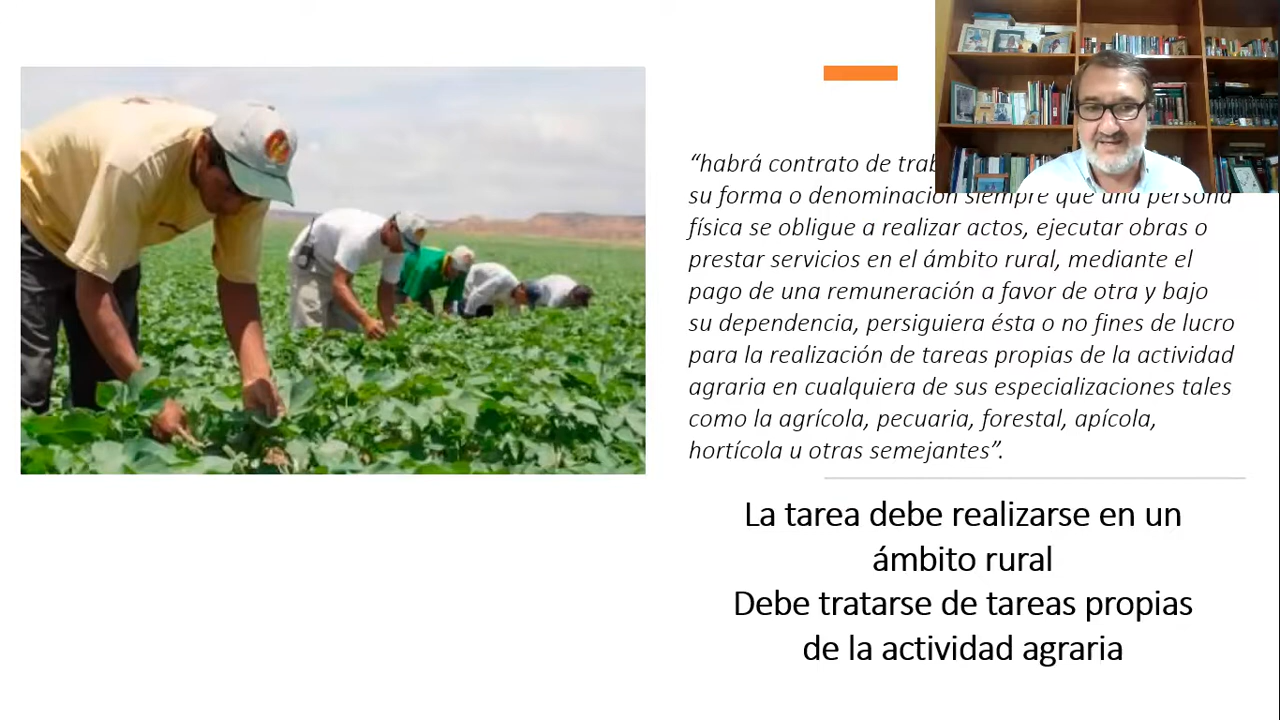 “habrá contrato de
su forma o denominación siempre que una persona
física se obligue a realizar actos, ejecutar obras o
prestar servicios en el ámbito rural, mediante el
pago de una remuneración a favor de otra y bajo
su dependencia, persiguiera ésta o no fines de lucro
para la realización de tareas propias de la actividad
agraria en cualquiera de sus especializaciones tales
como la agrícola, pecuaria, forestal, apícola,
hortícola u otras semejantes”.
La tarea debe realizarse en un
ámbito rural
Debe tratarse de tareas propias
de la actividad agraria